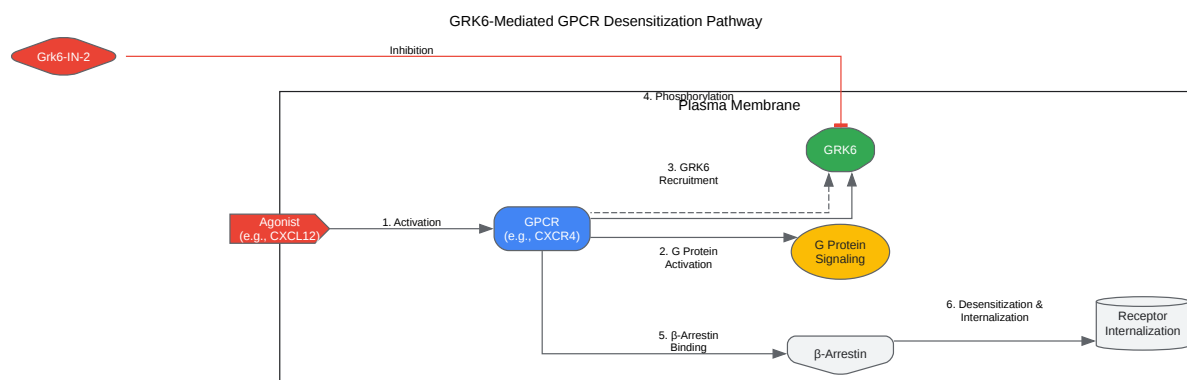 GRK6-Mediated GPCR Desensitization Pathway
Grk6-IN-2
Inhibition
4. Phosphorylation
Plasma Membrane
GRK6
3. GRK6
Recruitment
Agonist
(e.g., CXCL12)
1. Activation
GPCR
(e.g., CXCR4)
2. G Protein
Activation
G Protein
Signaling
6. Desensitization &
Internalization
Receptor
Internalization
5. β-Arrestin
Binding
β-Arrestin